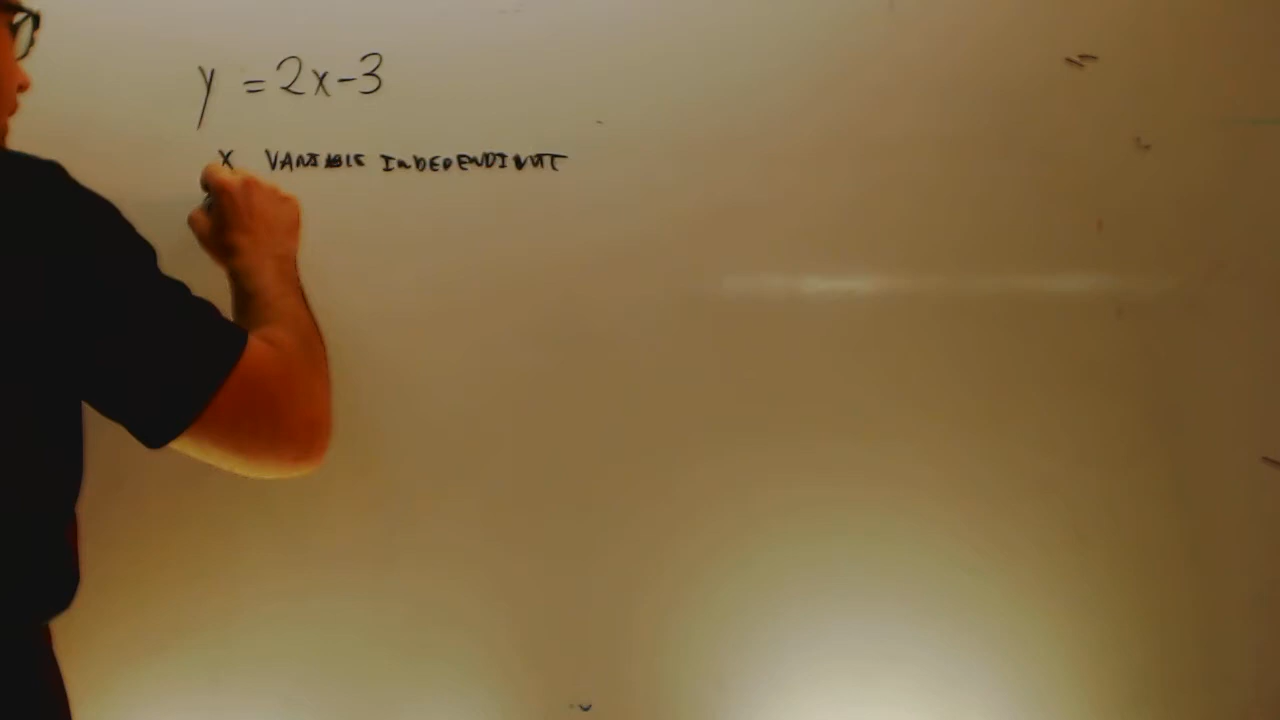 y = 2x-3
x VARIABLE INDEPENDIENTE